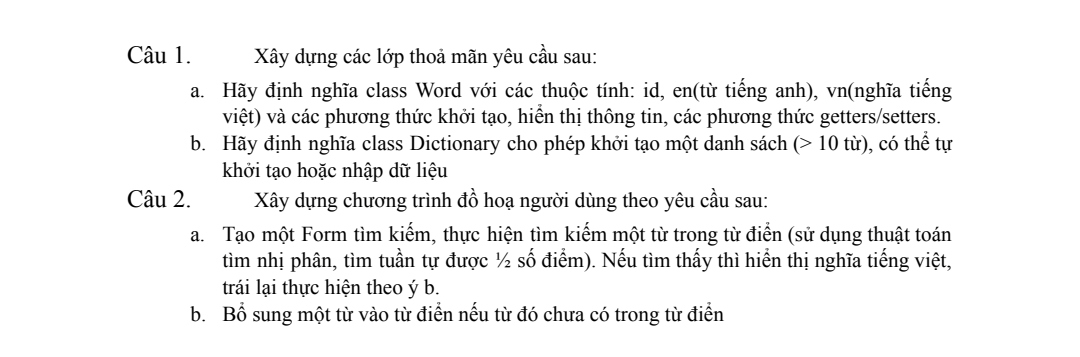 Câu 1. Xây dựng các lớp thoả mãn yêu cầu sau:
a. Hãy định nghĩa class Word với các thuộc tính: id, en(từ tiếng anh), vn(nghĩa tiếng
việt) và các phương thức khởi tạo, hiển thị thông tin, các phương thức getters/setters.
b. Hãy định nghĩa class Dictionary cho phép khởi tạo một danh sách (> 10 từ), có thể tự
khởi tạo hoặc nhập dữ liệu
Câu 2. Xây dựng chương trình đồ hoạ người dùng theo yêu cầu sau:
a. Tạo một Form tìm kiếm, thực hiện tìm kiếm một từ trong từ điển (sử dụng thuật toán
tìm nhị phân, tìm tuần tự được ½ số điểm). Nếu tìm thấy thì hiển thị nghĩa tiếng việt,
trái lại thực hiện theo ý b.
b. Bổ sung một từ vào từ điển nếu từ đó chưa có trong từ điển